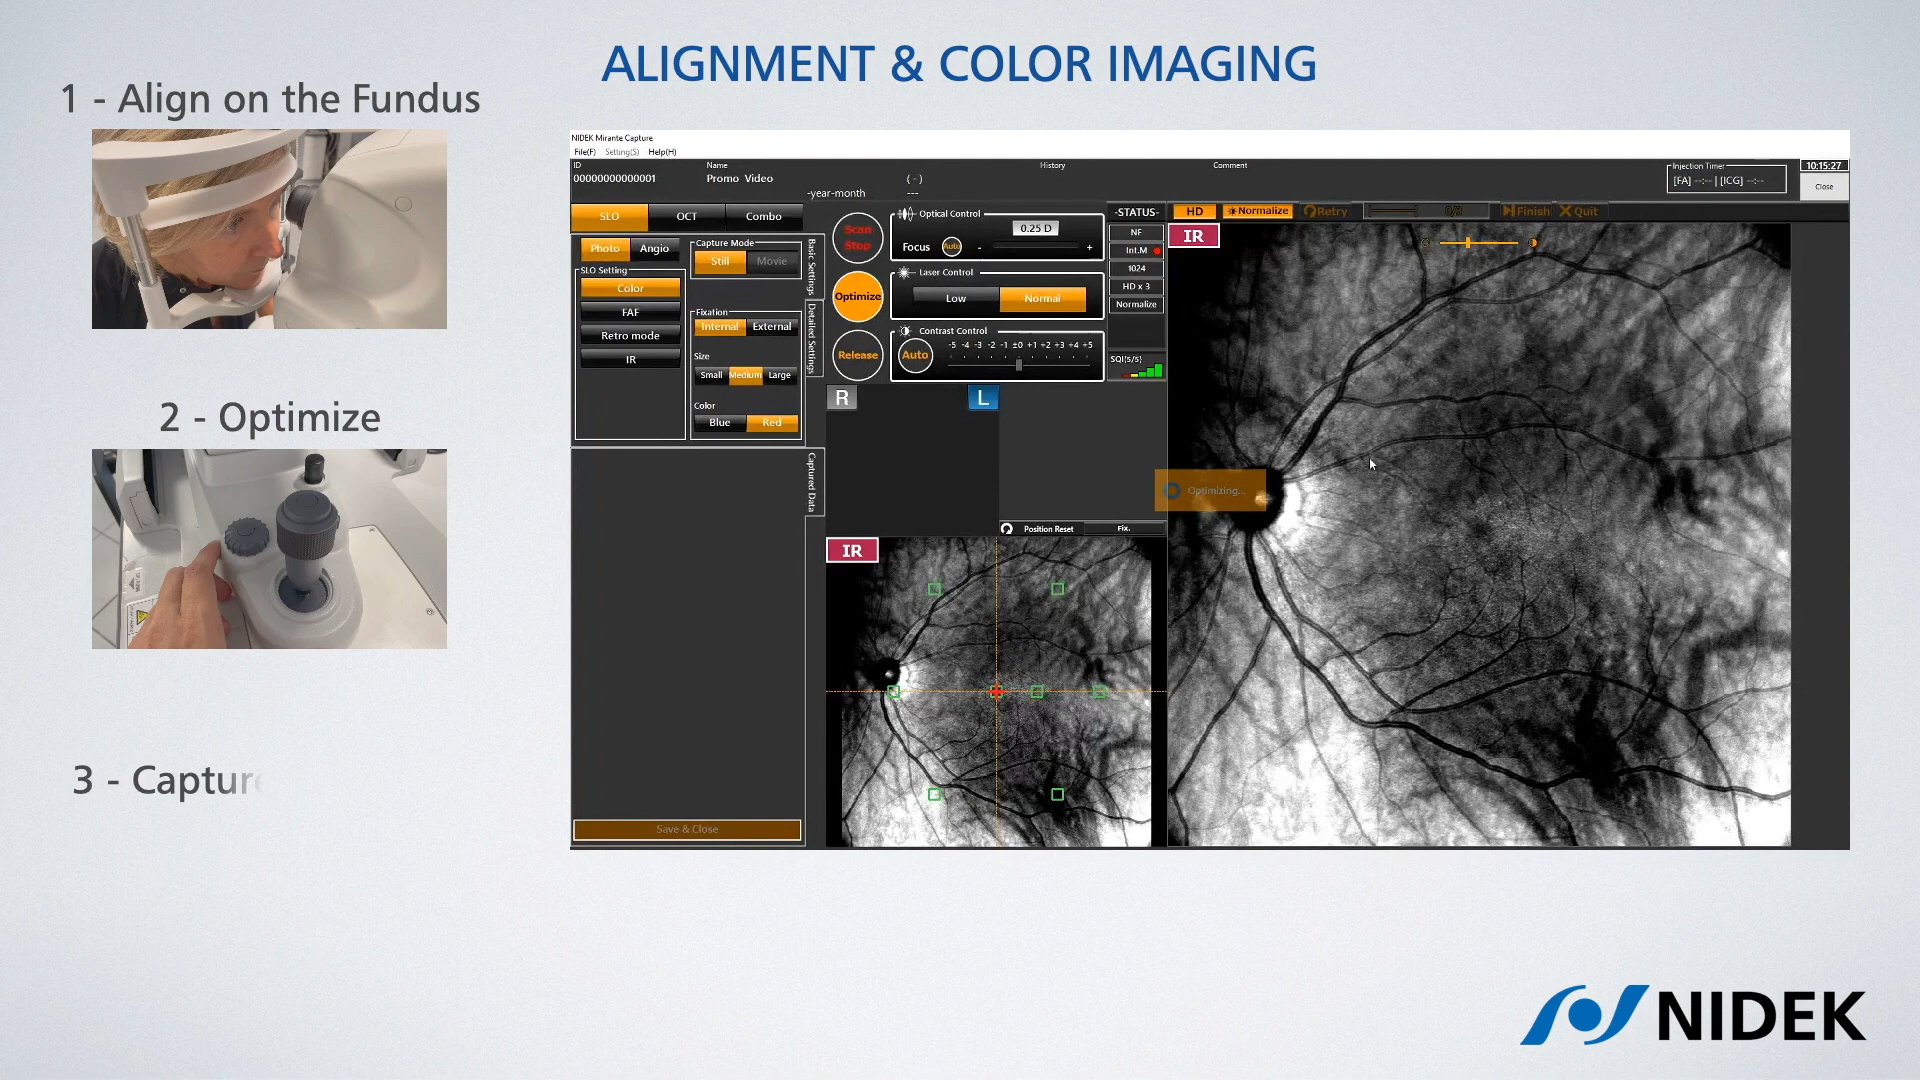 ALIGNMENT & COLOR IMAGING
1 - Align on the Fundus
2 - Optimize
3 - Capture
NIDEK Mirante Capture
File(F) Setting(S) Help(H)
ID Name History Comment
00000000000001 Promo Video ( - )
-year-month ---
Injection Timer
[FA] --:-- | [ICG] --:--
10:15:27
Close
SLO OCT Combo
Photo Angio
SLO Setting
Color
FAF
Retro mode
IR
Capture Mode
Still Movie
Fixation
Internal External
Size
Small Medium Large
Color
Blue Red
Basic Settings
Detailed Settings
Captured Data
Save & Close
Scan Stop
Optimize
Release
Optical Control
0.25 D
Focus Auto - +
Laser Control
Low Normal
Contrast Control
Auto
-5 -4 -3 -2 -1 ±0 +1 +2 +3 +4 +5
-STATUS-
NF
Int.M
1024
HD x 3
Normalize
SQI(s/s)
R L
Position Reset Fix.
IR
HD Normalize Retry 0/3 Finish Quit
IR
Optimizing...
NIDEK